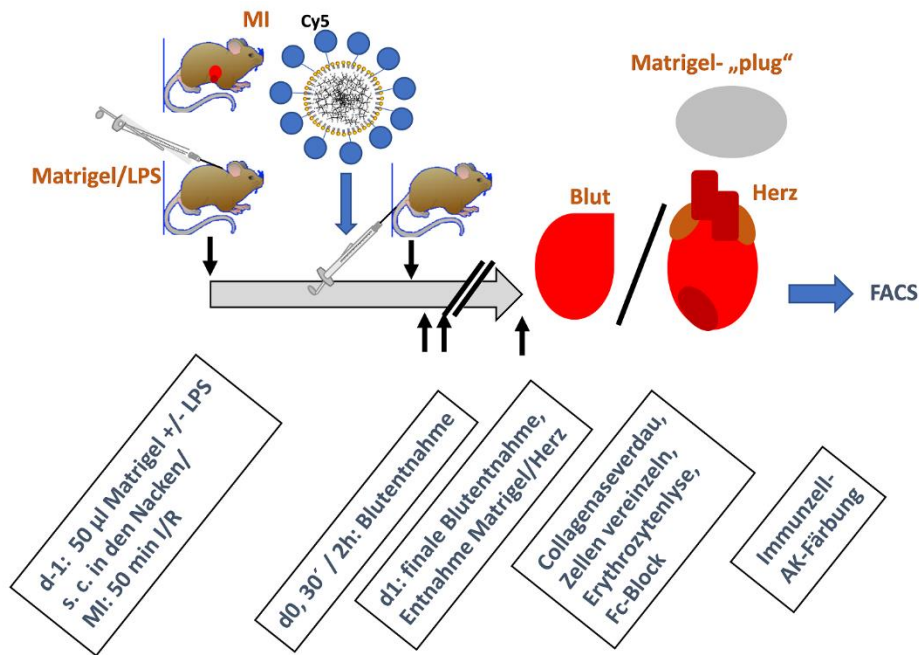 MI
Cy5
Matrigel- „plug“
Matrigel/LPS
Blut
Herz
FACS
d-1: 50 µl Matrigel +/- LPS
s. c. in den Nacken/
MI: 50 min I/R
d0, 30´ / 2h: Blutentnahme
d1: finale Blutentnahme,
Entnahme Matrigel/Herz
Collagenaseverdau,
Zellen vereinzeln,
Erythrozytenlyse,
Fc-Block
Immunzell-
AK-Färbung